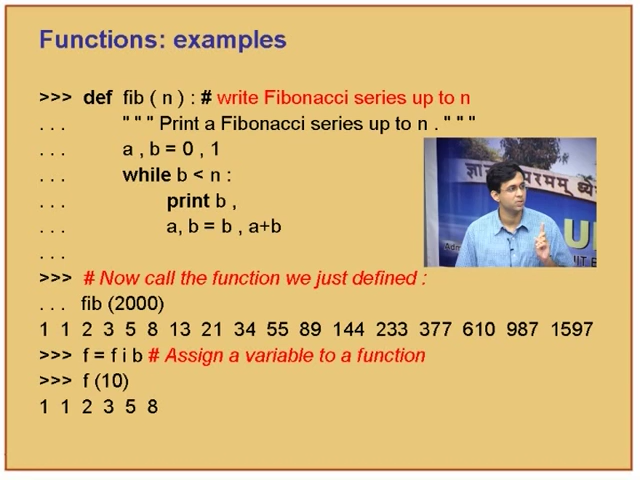 Functions: examples
>>> def fib ( n ) : # write Fibonacci series up to n
. . . " " " Print a Fibonacci series up to n . " " "
. . . a , b = 0 , 1
. . . while b < n :
. . . print b ,
. . . a, b = b , a+b
. . .
>>> # Now call the function we just defined :
. . . fib (2000)
1 1 2 3 5 8 13 21 34 55 89 144 233 377 610 987 1597
>>> f = f i b # Assign a variable to a function
>>> f (10)
1 1 2 3 5 8
परमम् ध्ये